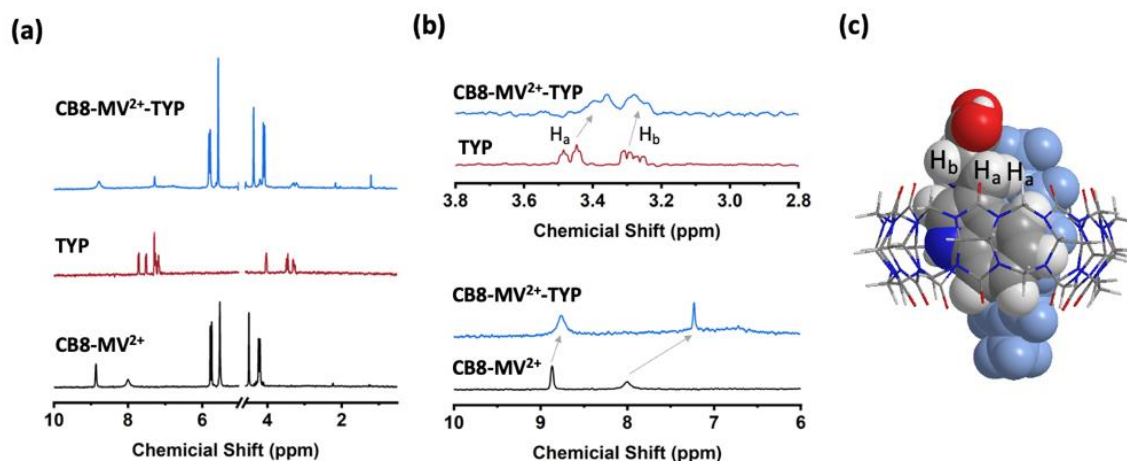 (a)
CB8-MV²⁺-TYP
TYP
CB8-MV²⁺
10 8 6 4 2
Chemicial Shift (ppm)
(b)
CB8-MV²⁺-TYP
Hₐ H_b
TYP
3.8 3.6 3.4 3.2 3.0 2.8
Chemicial Shift (ppm)
CB8-MV²⁺-TYP
CB8-MV²⁺
10 9 8 7 6
Chemicial Shift (ppm)
(c)
H_b Hₐ Hₐ